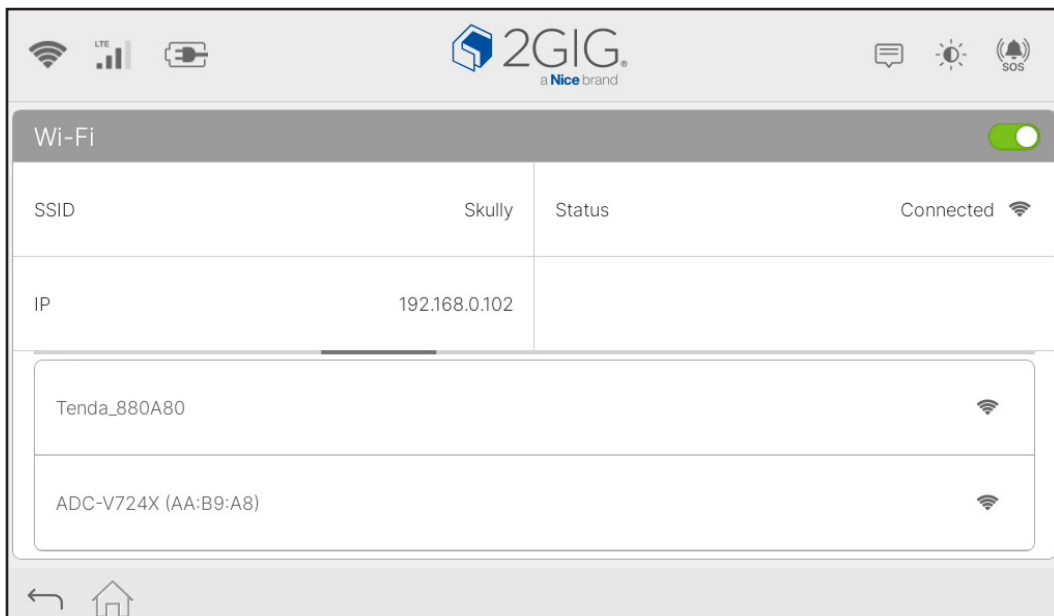 LTE
2GIG®
a Nice brand
SOS
Wi-Fi
SSID Skully Status Connected
IP 192.168.0.102
Tenda_880A80
ADC-V724X (AA:B9:A8)